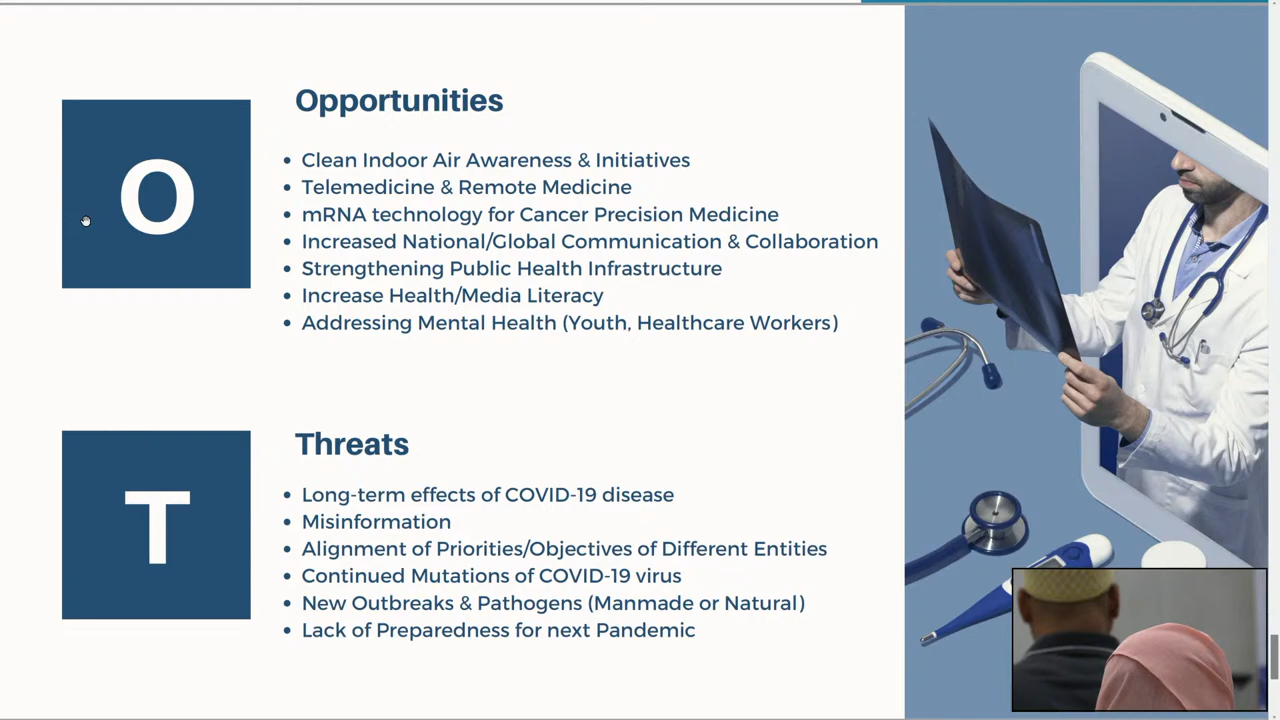 O
Opportunities
Clean Indoor Air Awareness & Initiatives
Telemedicine & Remote Medicine
mRNA technology for Cancer Precision Medicine
Increased National/Global Communication & Collaboration
Strengthening Public Health Infrastructure
Increase Health/Media Literacy
Addressing Mental Health (Youth, Healthcare Workers)
T
Threats
Long-term effects of COVID-19 disease
Misinformation
Alignment of Priorities/Objectives of Different Entities
Continued Mutations of COVID-19 virus
New Outbreaks & Pathogens (Manmade or Natural)
Lack of Preparedness for next Pandemic